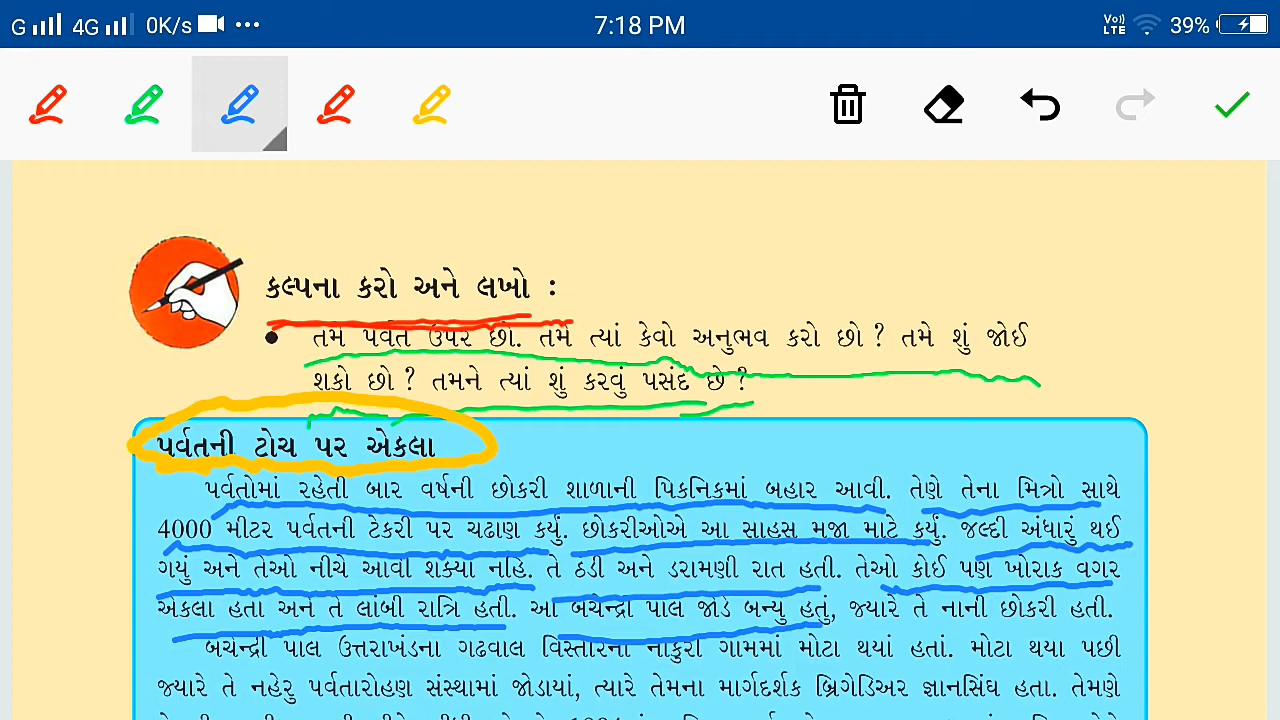 G 4G 0K/s ••• 7:18 PM Vo)) LTE 39%
કલ્પના કરો અને લખો :
• તમે પર્વત ઉપર છો. તમે ત્યાં કેવો અનુભવ કરો છો ? તમે શું જોઈ
શકો છો ? તમને ત્યાં શું કરવું પસંદ છે ?
પર્વતની ટોચ પર એકલા
પર્વતોમાં રહેતી બાર વર્ષની છોકરી શાળાની પિકનિકમાં બહાર આવી. તેણે તેના મિત્રો સાથે
4000 મીટર પર્વતની ટેકરી પર ચઢાણ કર્યું. છોકરીઓએ આ સાહસ મજા માટે કર્યું. જલ્દી અંધારું થઈ
ગયું અને તેઓ નીચે આવી શક્યા નહિ. તે ઠંડી અને ડરામણી રાત હતી. તેઓ કોઈ પણ ખોરાક વગર
એકલા હતા અને તે લાંબી રાત્રિ હતી. આ બચેન્દ્રી પાલ જોડે બન્યુ હતું, જ્યારે તે નાની છોકરી હતી.
બચેન્દ્રી પાલ ઉત્તરાખંડના ગઢવાલ વિસ્તારના નાકુરી ગામમાં મોટા થયાં હતાં. મોટા થયા પછી
જ્યારે તે નહેરુ પર્વતારોહણ સંસ્થામાં જોડાયાં, ત્યારે તેમના માર્ગદર્શક બ્રિગેડિઅર જ્ઞાનસિંઘ હતા. તેમણે